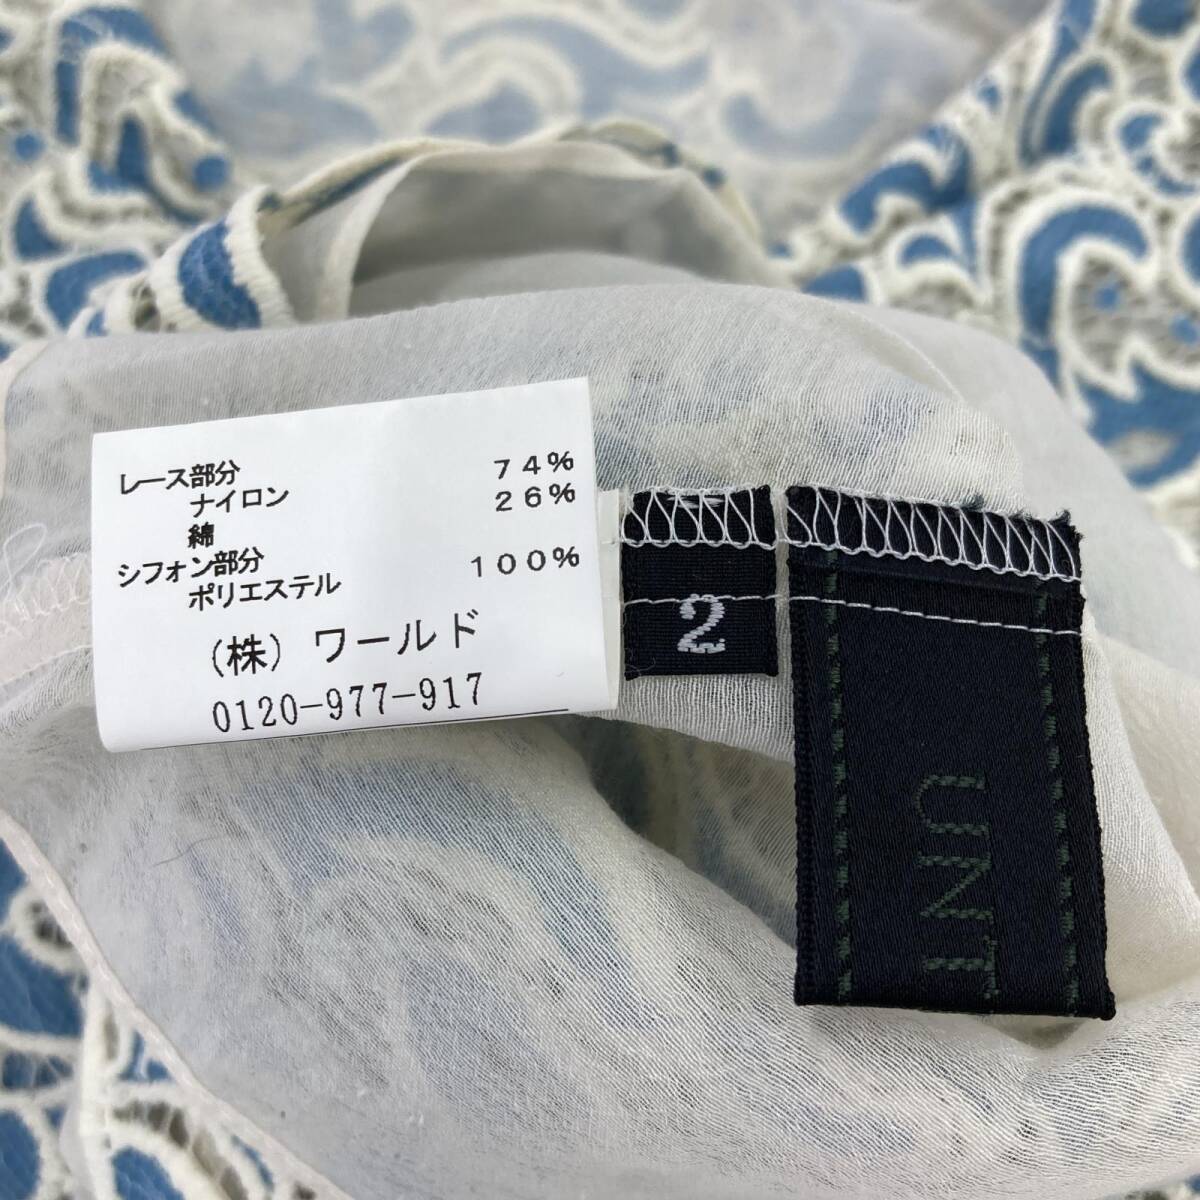 レース部分
ナイロン 74%
綿 26%
シフォン部分
ポリエステル 100%
(株) ワールド
0120-977-917
2
UNT